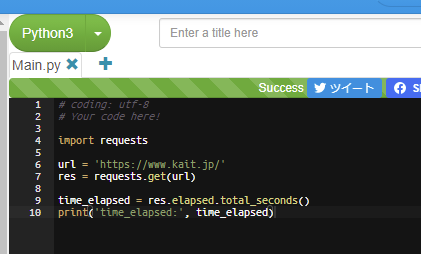 Python3
Enter a title here
Main.py
Success ツイート
1 # coding: utf-8
2 # Your code here!
3
4 import requests
5
6 url = 'https://www.kait.jp/'
7 res = requests.get(url)
8
9 time_elapsed = res.elapsed.total_seconds()
10 print('time_elapsed:', time_elapsed)